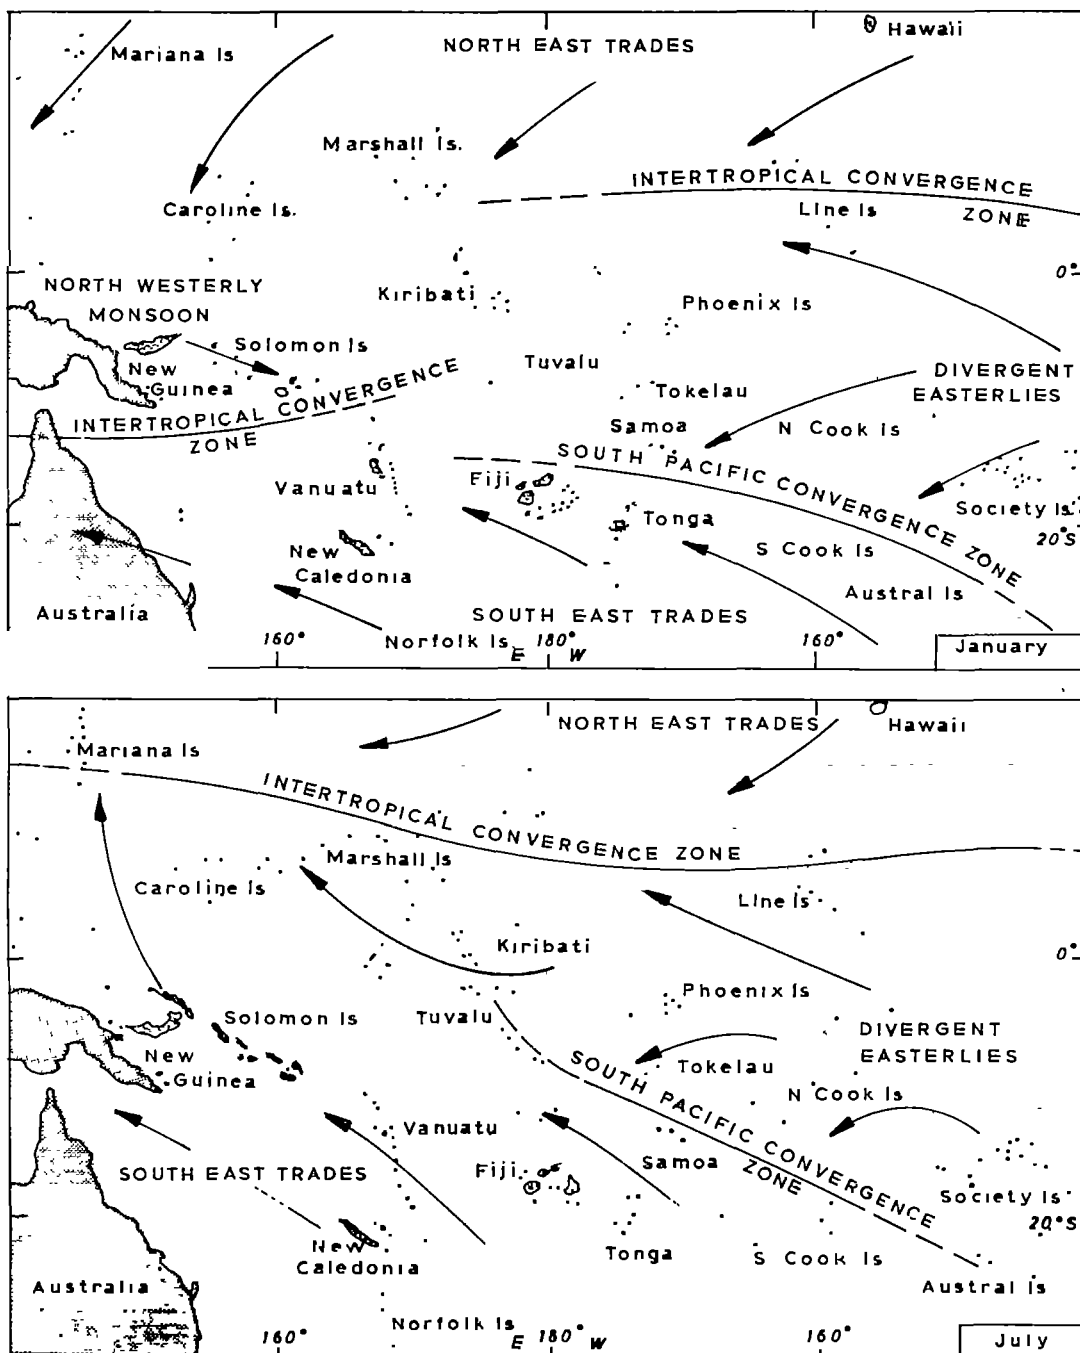 Hawaii
NORTH EAST TRADES
Mariana Is
Marshall Is.
INTERTROPICAL CONVERGENCE
ZONE
Caroline Is.
Line Is
0°
NORTH WESTERLY
MONSOON
Kiribati
Phoenix Is
Solomon Is
New
Guinea
Tuvalu
DIVERGENT
EASTERLIES
Tokelau
INTERTROPICAL CONVERGENCE
ZONE
Samoa
N Cook Is
SOUTH PACIFIC CONVERGENCE ZONE
Vanuatu
Fiji
Society Is.
Tonga
20°S
New
Caledonia
S Cook Is
Austral Is
Australia
SOUTH EAST TRADES
Norfolk Is.
160°
E 180° W
160°
January
NORTH EAST TRADES
Hawaii
Mariana Is
INTERTROPICAL CONVERGENCE ZONE
Marshall Is
Caroline Is
Line Is
Kiribati
0°
Phoenix Is
Solomon Is
Tuvalu
DIVERGENT
EASTERLIES
New
Guinea
SOUTH PACIFIC CONVERGENCE
ZONE
Tokelau
N Cook Is
Vanuatu
SOUTH EAST TRADES
Fiji
Samoa
Society Is
20°S
New
Caledonia
Tonga
S Cook Is
Australia
Austral Is
Norfolk Is
160°
E 180° W
160°
July